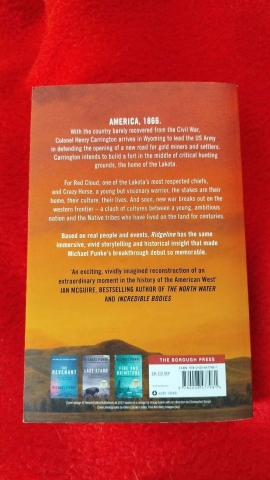 AMERICA, 1866.
With the country barely recovered from the Civil War,
Colonel Henry Carrington arrives in Wyoming to lead the US Army
in defending the opening of a new road for gold miners and settlers.
Carrington intends to build a fort in the middle of critical hunting
grounds, the home of the Lakota.
For Red Cloud, one of the Lakota's most respected chiefs,
and Crazy Horse, a young but visionary warrior, the stakes are their
home, their culture, their lives. And soon, new war breaks out on the
western frontier – a clash of cultures between a young, ambitious
nation and the Native tribes who have lived on the land for centuries.
Based on real people and events, Ridgeline has the same
immersive, vivid storytelling and historical insight that made
Michael Punke's breakthrough debut so memorable.
'An exciting, vividly imagined reconstruction of an
extraordinary moment in the history of the American West'
IAN MCGUIRE, BESTSELLING AUTHOR OF THE NORTH WATER
AND INCREDIBLE BODIES
THE BOROUGH PRESS
REVENANT
MICHAEL PUNKE
LAST STAND
MICHAEL PUNKE
FIRE AND
BRIMSTONE